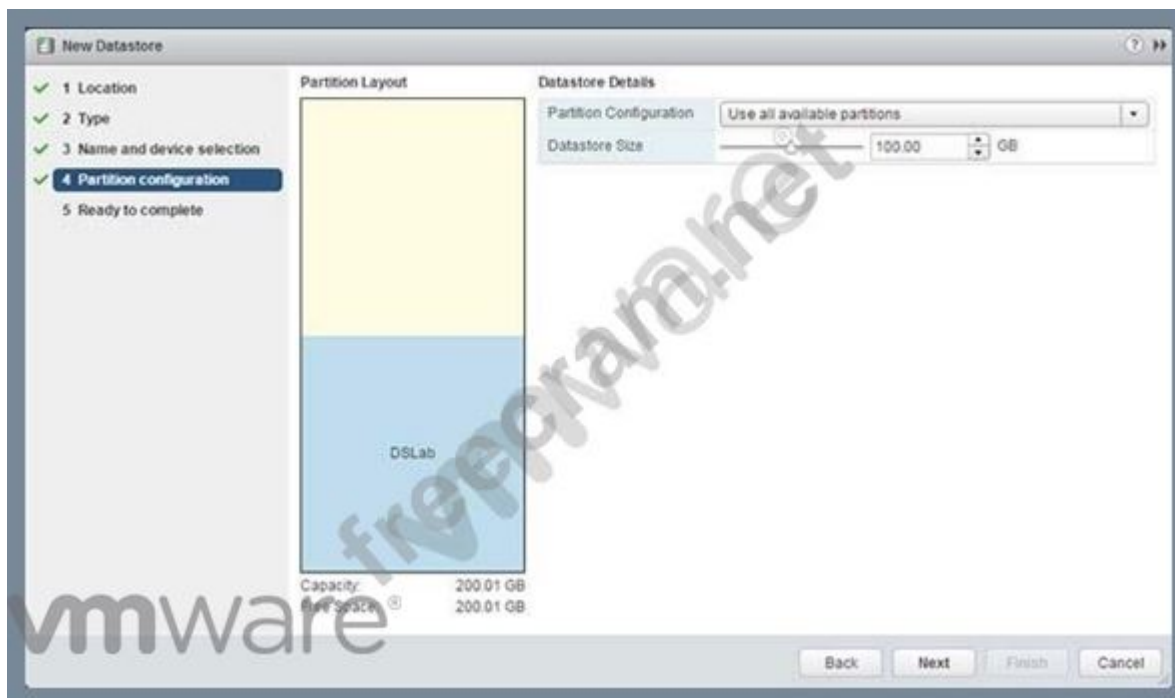 New Datastore
1 Location
2 Type
3 Name and device selection
4 Partition configuration
5 Ready to complete
Partition Layout
DSLab
Capacity: 200.01 GB
Free Space: 200.01 GB
Datastore Details
Partition Configuration Use all available partitions
Datastore Size 100.00 GB
freecram.net
vmware
Back Next Finish Cancel